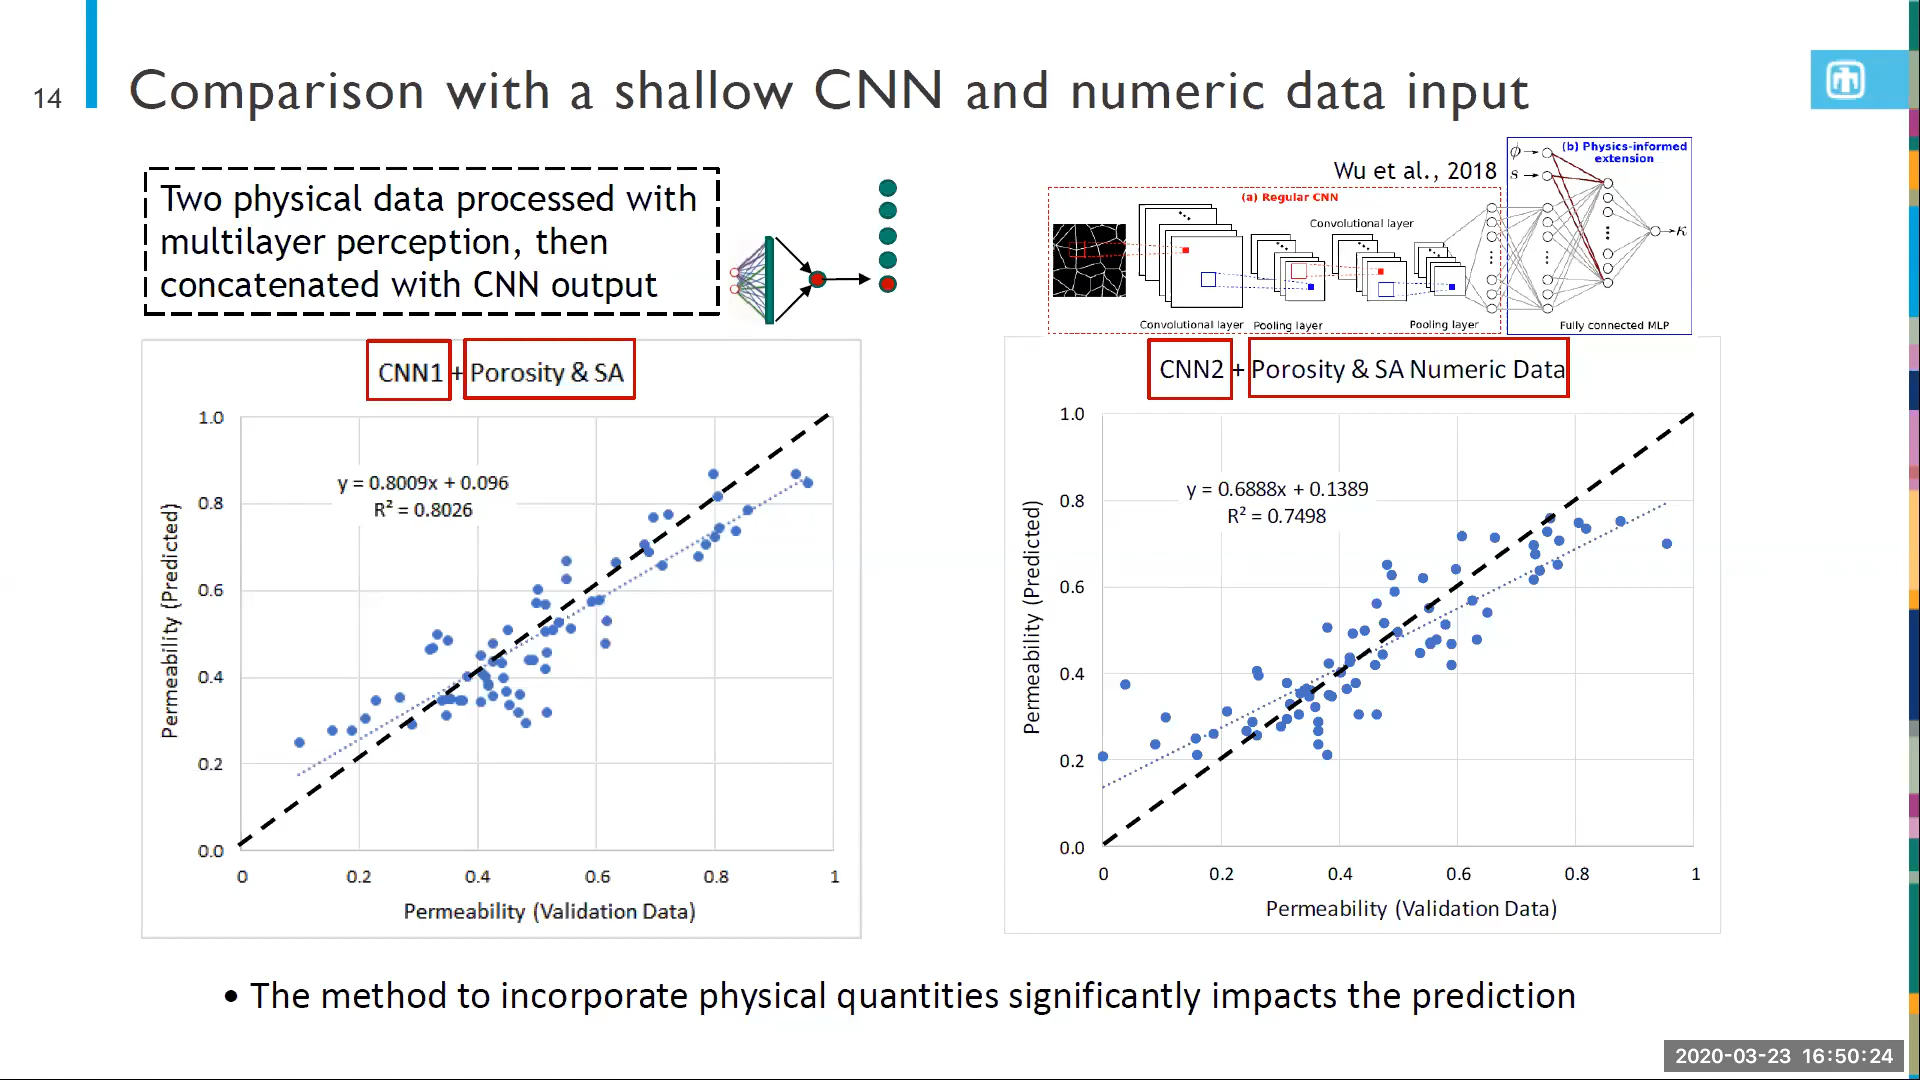 14
Comparison with a shallow CNN and numeric data input
Two physical data processed with
multilayer perception, then
concatenated with CNN output
Wu et al., 2018
(a) Regular CNN
(b) Physics-informed
extension
ϕ
s
κ
Convolutional layer
Convolutional layer
Pooling layer
Pooling layer
Fully connected MLP
CNN1 + Porosity & SA
y = 0.8009x + 0.096
R² = 0.8026
Permeability (Predicted)
1.0
0.8
0.6
0.4
0.2
0.0
0 0.2 0.4 0.6 0.8 1
Permeability (Validation Data)
CNN2 + Porosity & SA Numeric Data
y = 0.6888x + 0.1389
R² = 0.7498
Permeability (Predicted)
1.0
0.8
0.6
0.4
0.2
0.0
0 0.2 0.4 0.6 0.8 1
Permeability (Validation Data)
• The method to incorporate physical quantities significantly impacts the prediction
2020-03-23 16:50:24